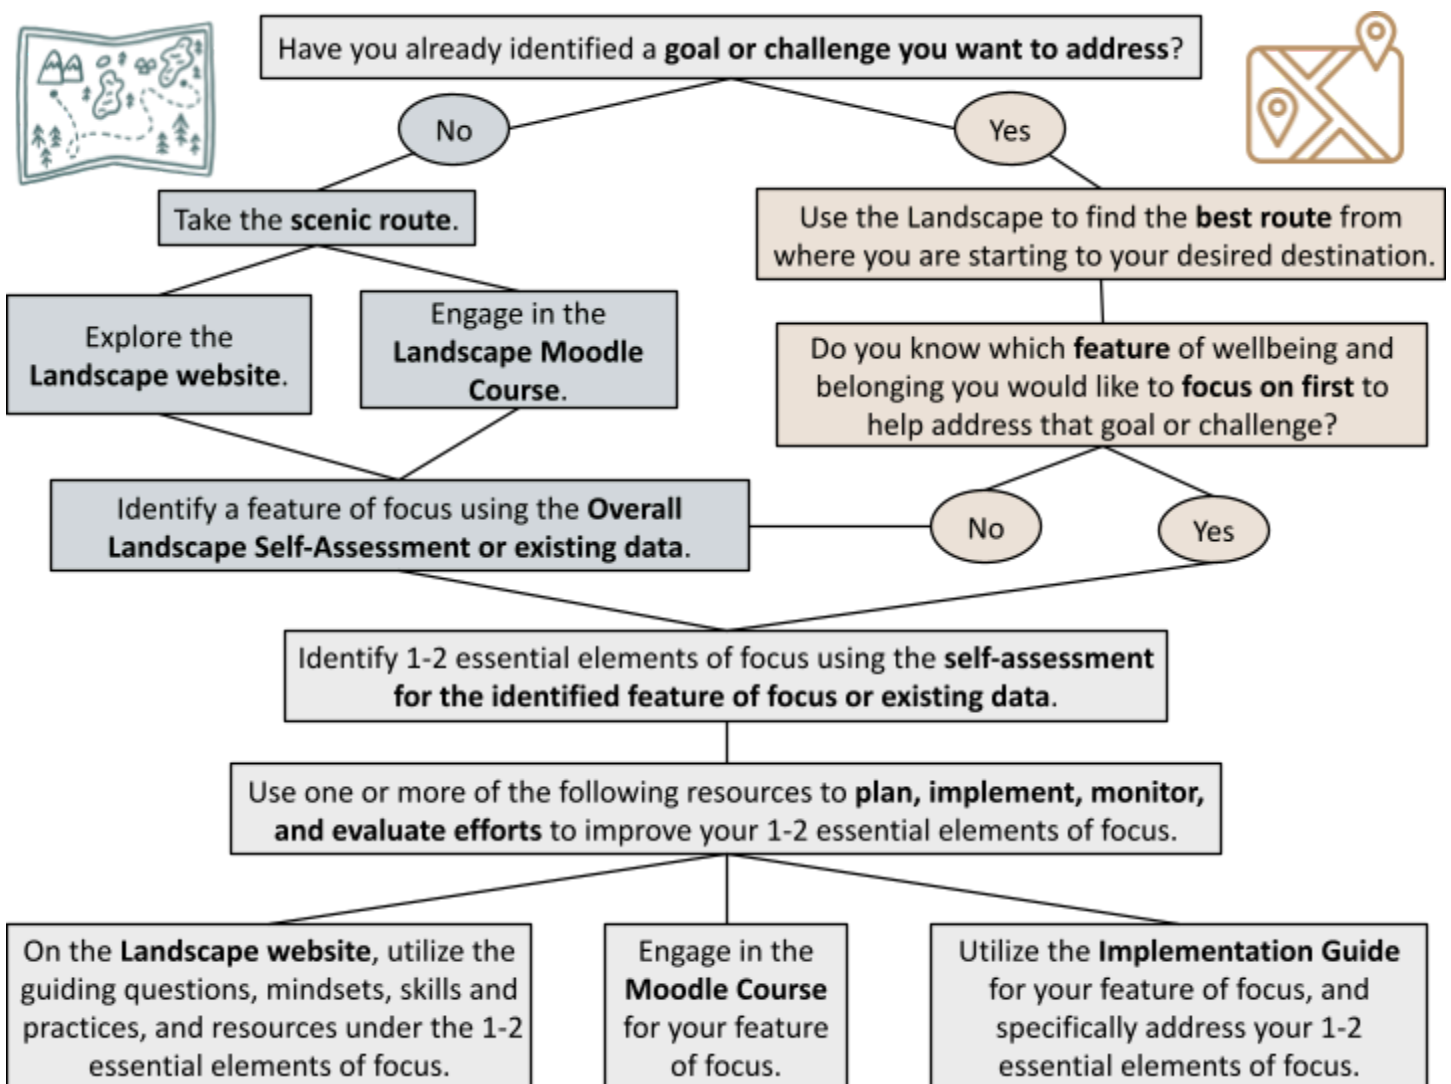 Have you already identified a goal or challenge you want to address?
No
Yes
Take the scenic route.
Use the Landscape to find the best route from
where you are starting to your desired destination.
Explore the
Landscape website.
Engage in the
Landscape Moodle
Course.
Do you know which feature of wellbeing and
belonging you would like to focus on first to
help address that goal or challenge?
Identify a feature of focus using the Overall
Landscape Self-Assessment or existing data.
No
Yes
Identify 1-2 essential elements of focus using the self-assessment
for the identified feature of focus or existing data.
Use one or more of the following resources to plan, implement, monitor,
and evaluate efforts to improve your 1-2 essential elements of focus.
On the Landscape website, utilize the
guiding questions, mindsets, skills and
practices, and resources under the 1-2
essential elements of focus.
Engage in the
Moodle Course
for your feature
of focus.
Utilize the Implementation Guide
for your feature of focus, and
specifically address your 1-2
essential elements of focus.